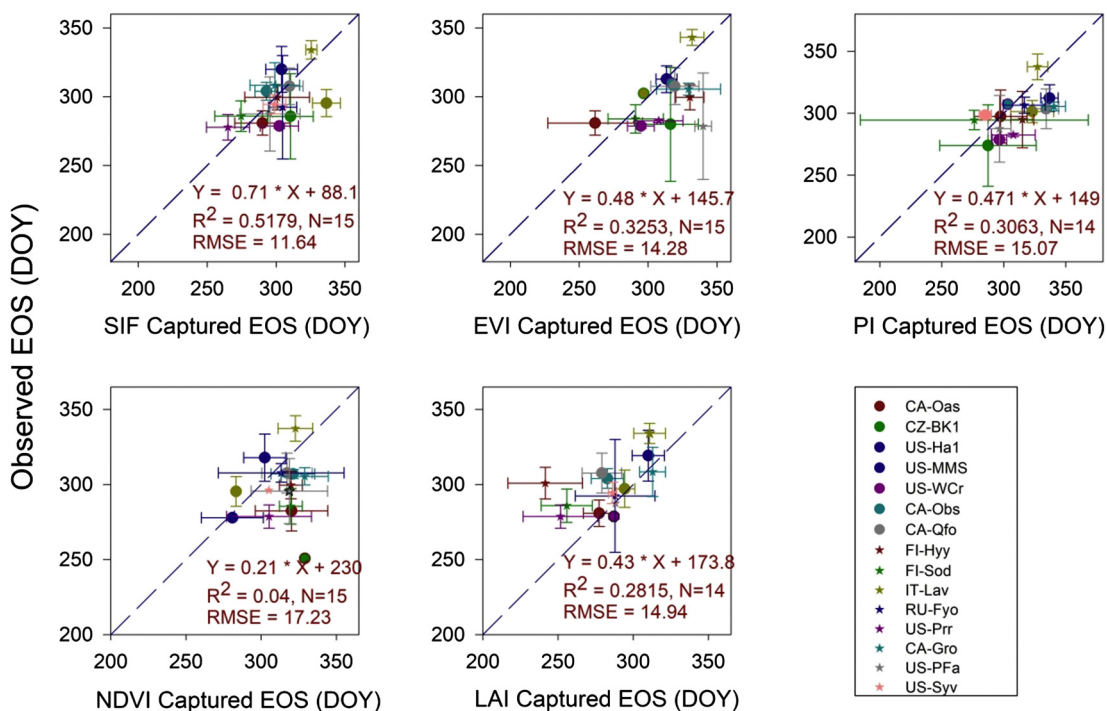 350
300
250
200
Y = 0.71 * X + 88.1
R2 = 0.5179, N=15
RMSE = 11.64
200 250 300 350
SIF Captured EOS (DOY)
350
300
250
200
Y = 0.48 * X + 145.7
R2 = 0.3253, N=15
RMSE = 14.28
200 250 300 350
EVI Captured EOS (DOY)
350
300
250
200
Y = 0.471 * X + 149
R2 = 0.3063, N=14
RMSE = 15.07
200 250 300 350
PI Captured EOS (DOY)
Observed EOS (DOY)
350
300
250
200
Y = 0.21 * X + 230
R2 = 0.04, N=15
RMSE = 17.23
200 250 300 350
NDVI Captured EOS (DOY)
350
300
250
200
Y = 0.43 * X + 173.8
R2 = 0.2815, N=14
RMSE = 14.94
200 250 300 350
LAI Captured EOS (DOY)
CA-Oas
CZ-BK1
US-Ha1
US-MMS
US-WCr
CA-Obs
CA-Qfo
FI-Hyy
FI-Sod
IT-Lav
RU-Fyo
US-Prr
CA-Gro
US-PFa
US-Syv